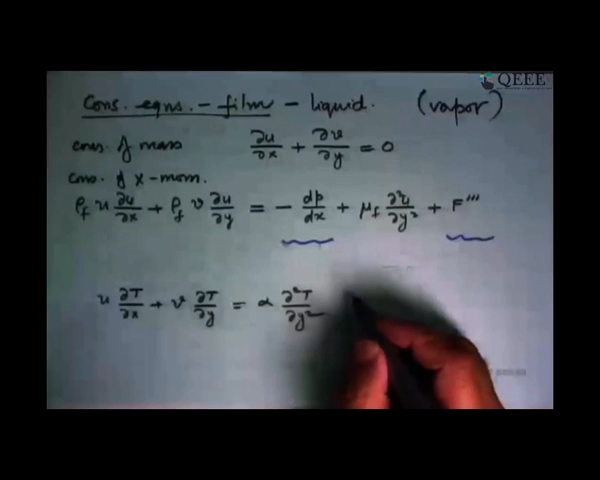 QEEE
Cons. eqns. - film - liquid. (vapor)
cons. of mass ∂u/∂x + ∂v/∂y = 0
cons. of x-mom.
ρ_f u ∂u/∂x + ρ_f v ∂u/∂y = - dp/dx + μ_f ∂²u/∂y² + F'''
u ∂T/∂x + v ∂T/∂y = α ∂²T/∂y²